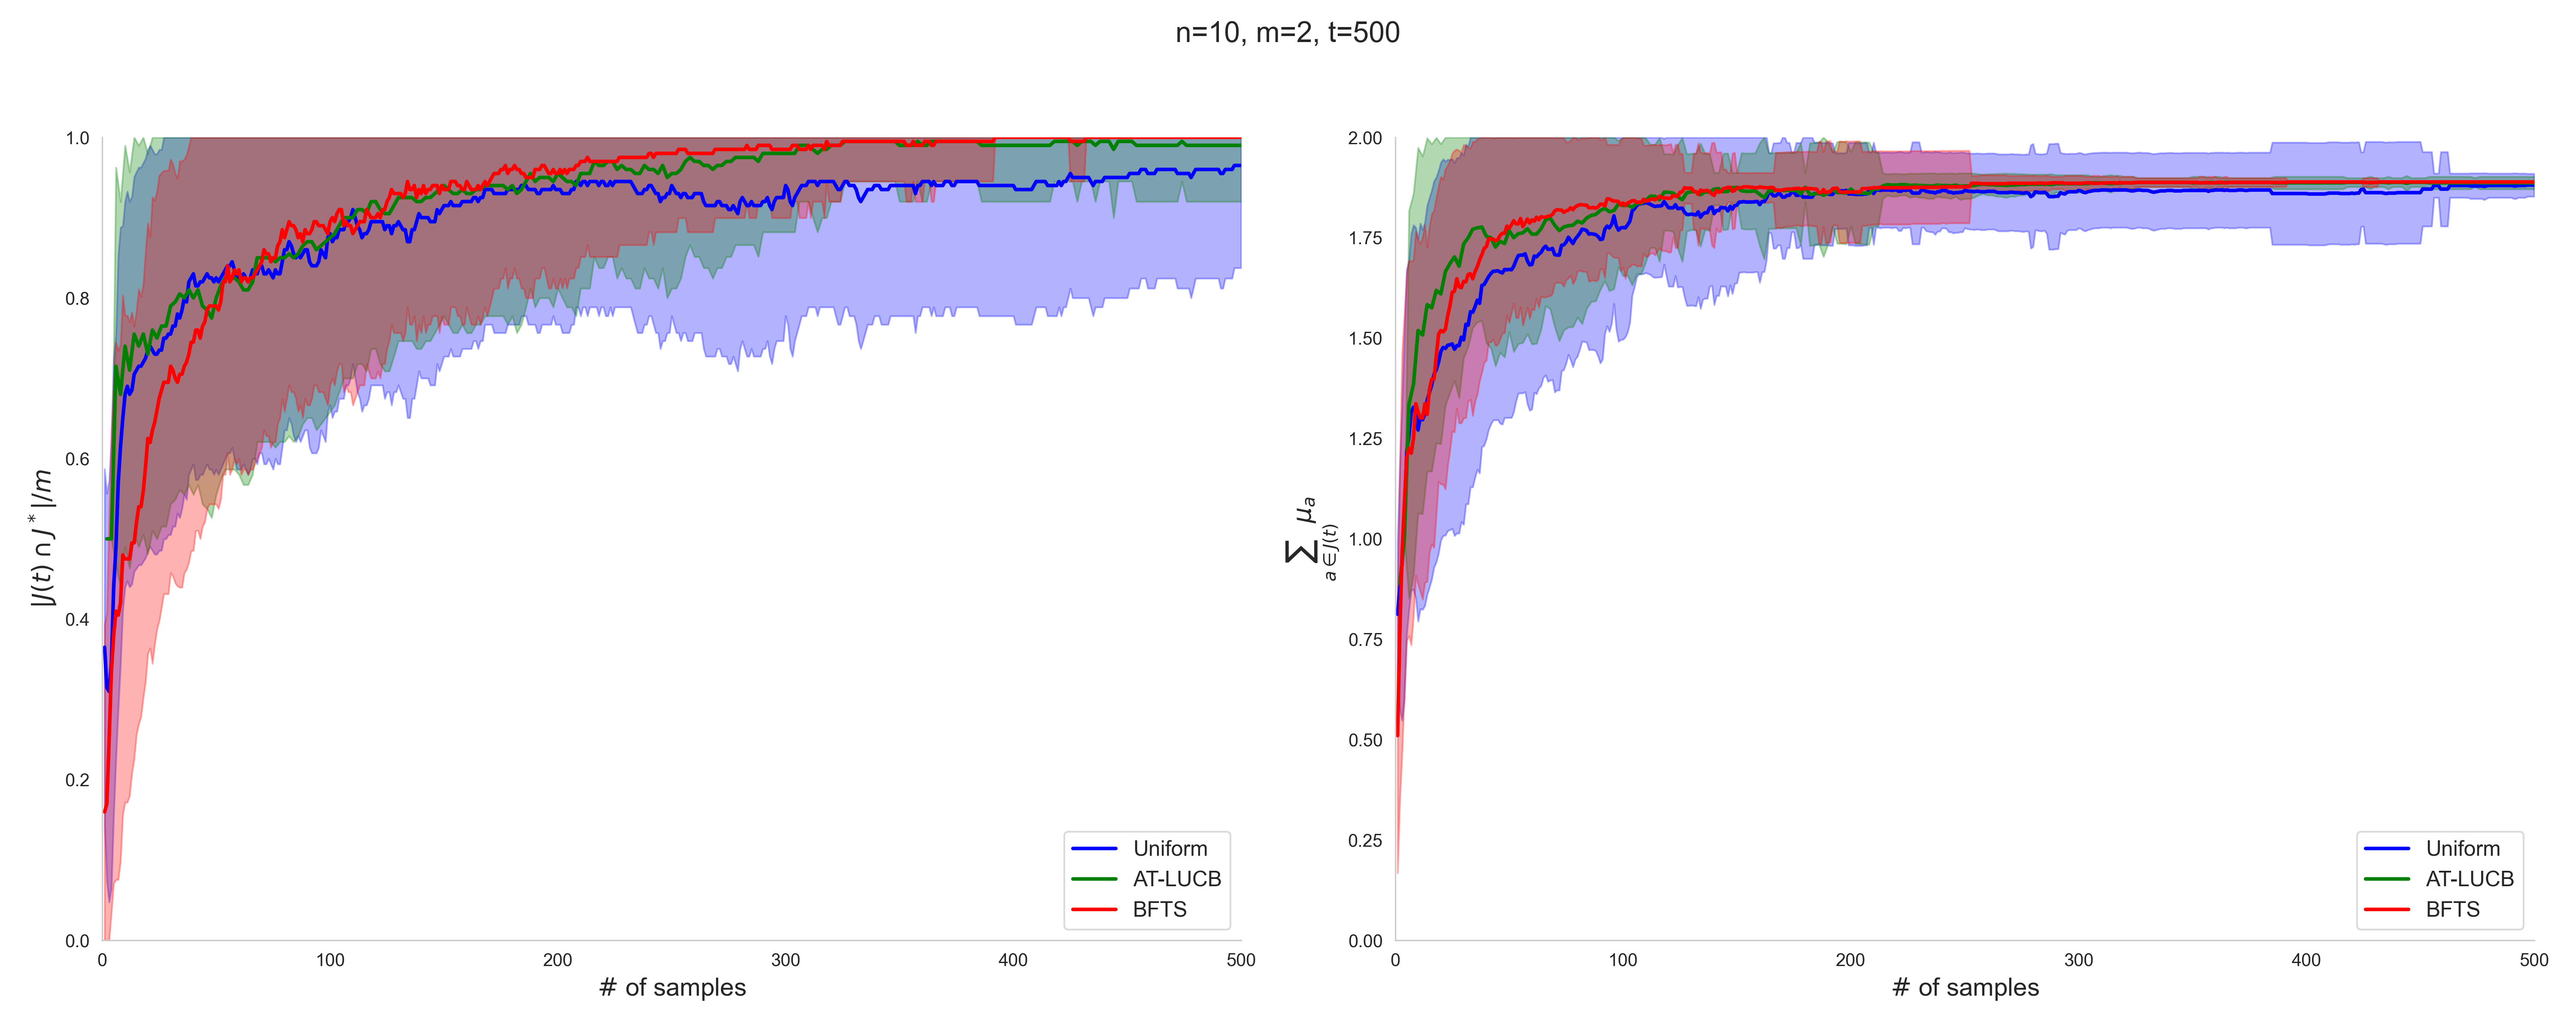 n=10, m=2, t=500
|J(t) ∩ J*|/m
1.0
0.8
0.6
0.4
0.2
0.0
0 100 200 300 400 500
# of samples
Uniform
AT-LUCB
BFTS
∑ μₐ
a∈J(t)
2.00
1.75
1.50
1.25
1.00
0.75
0.50
0.25
0.00
0 100 200 300 400 500
# of samples
Uniform
AT-LUCB
BFTS